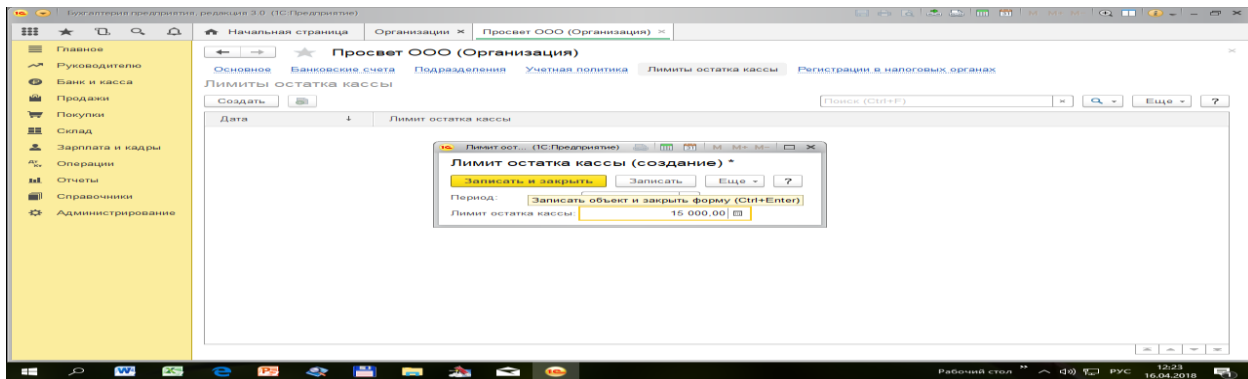 Бухгалтерия предприятия, редакция 3.0 (1С:Предприятие)
M M+ M-
Начальная страница Организации × Просвет ООО (Организация) ×
Главное
Руководителю
Банк и касса
Продажи
Покупки
Склад
Зарплата и кадры
Операции
Отчеты
Справочники
Администрирование
Просвет ООО (Организация)
Основное Банковские счета Подразделения Учетная политика Лимиты остатка кассы Регистрации в налоговых органах
Лимиты остатка кассы
Создать Поиск (Ctrl+F) × Еще ?
Дата ↓ Лимит остатка кассы
Лимит ост... (1С:Предприятие) M M+ M-
Лимит остатка кассы (создание) *
Записать и закрыть Записать Еще ?
Период:
Записать объект и закрыть форму (Ctrl+Enter)
Лимит остатка кассы: 15 000,00
Рабочий стол » РУС 12:23
16.04.2018